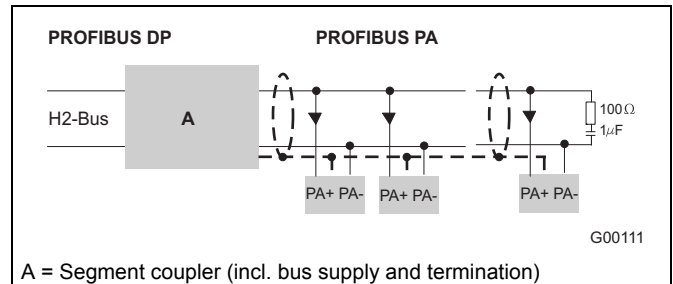 PROFIBUS DP PROFIBUS PA
H2-Bus A 100Ω
1μF
PA+ PA- PA+ PA- PA+ PA-
G00111
A = Segment coupler (incl. bus supply and termination)